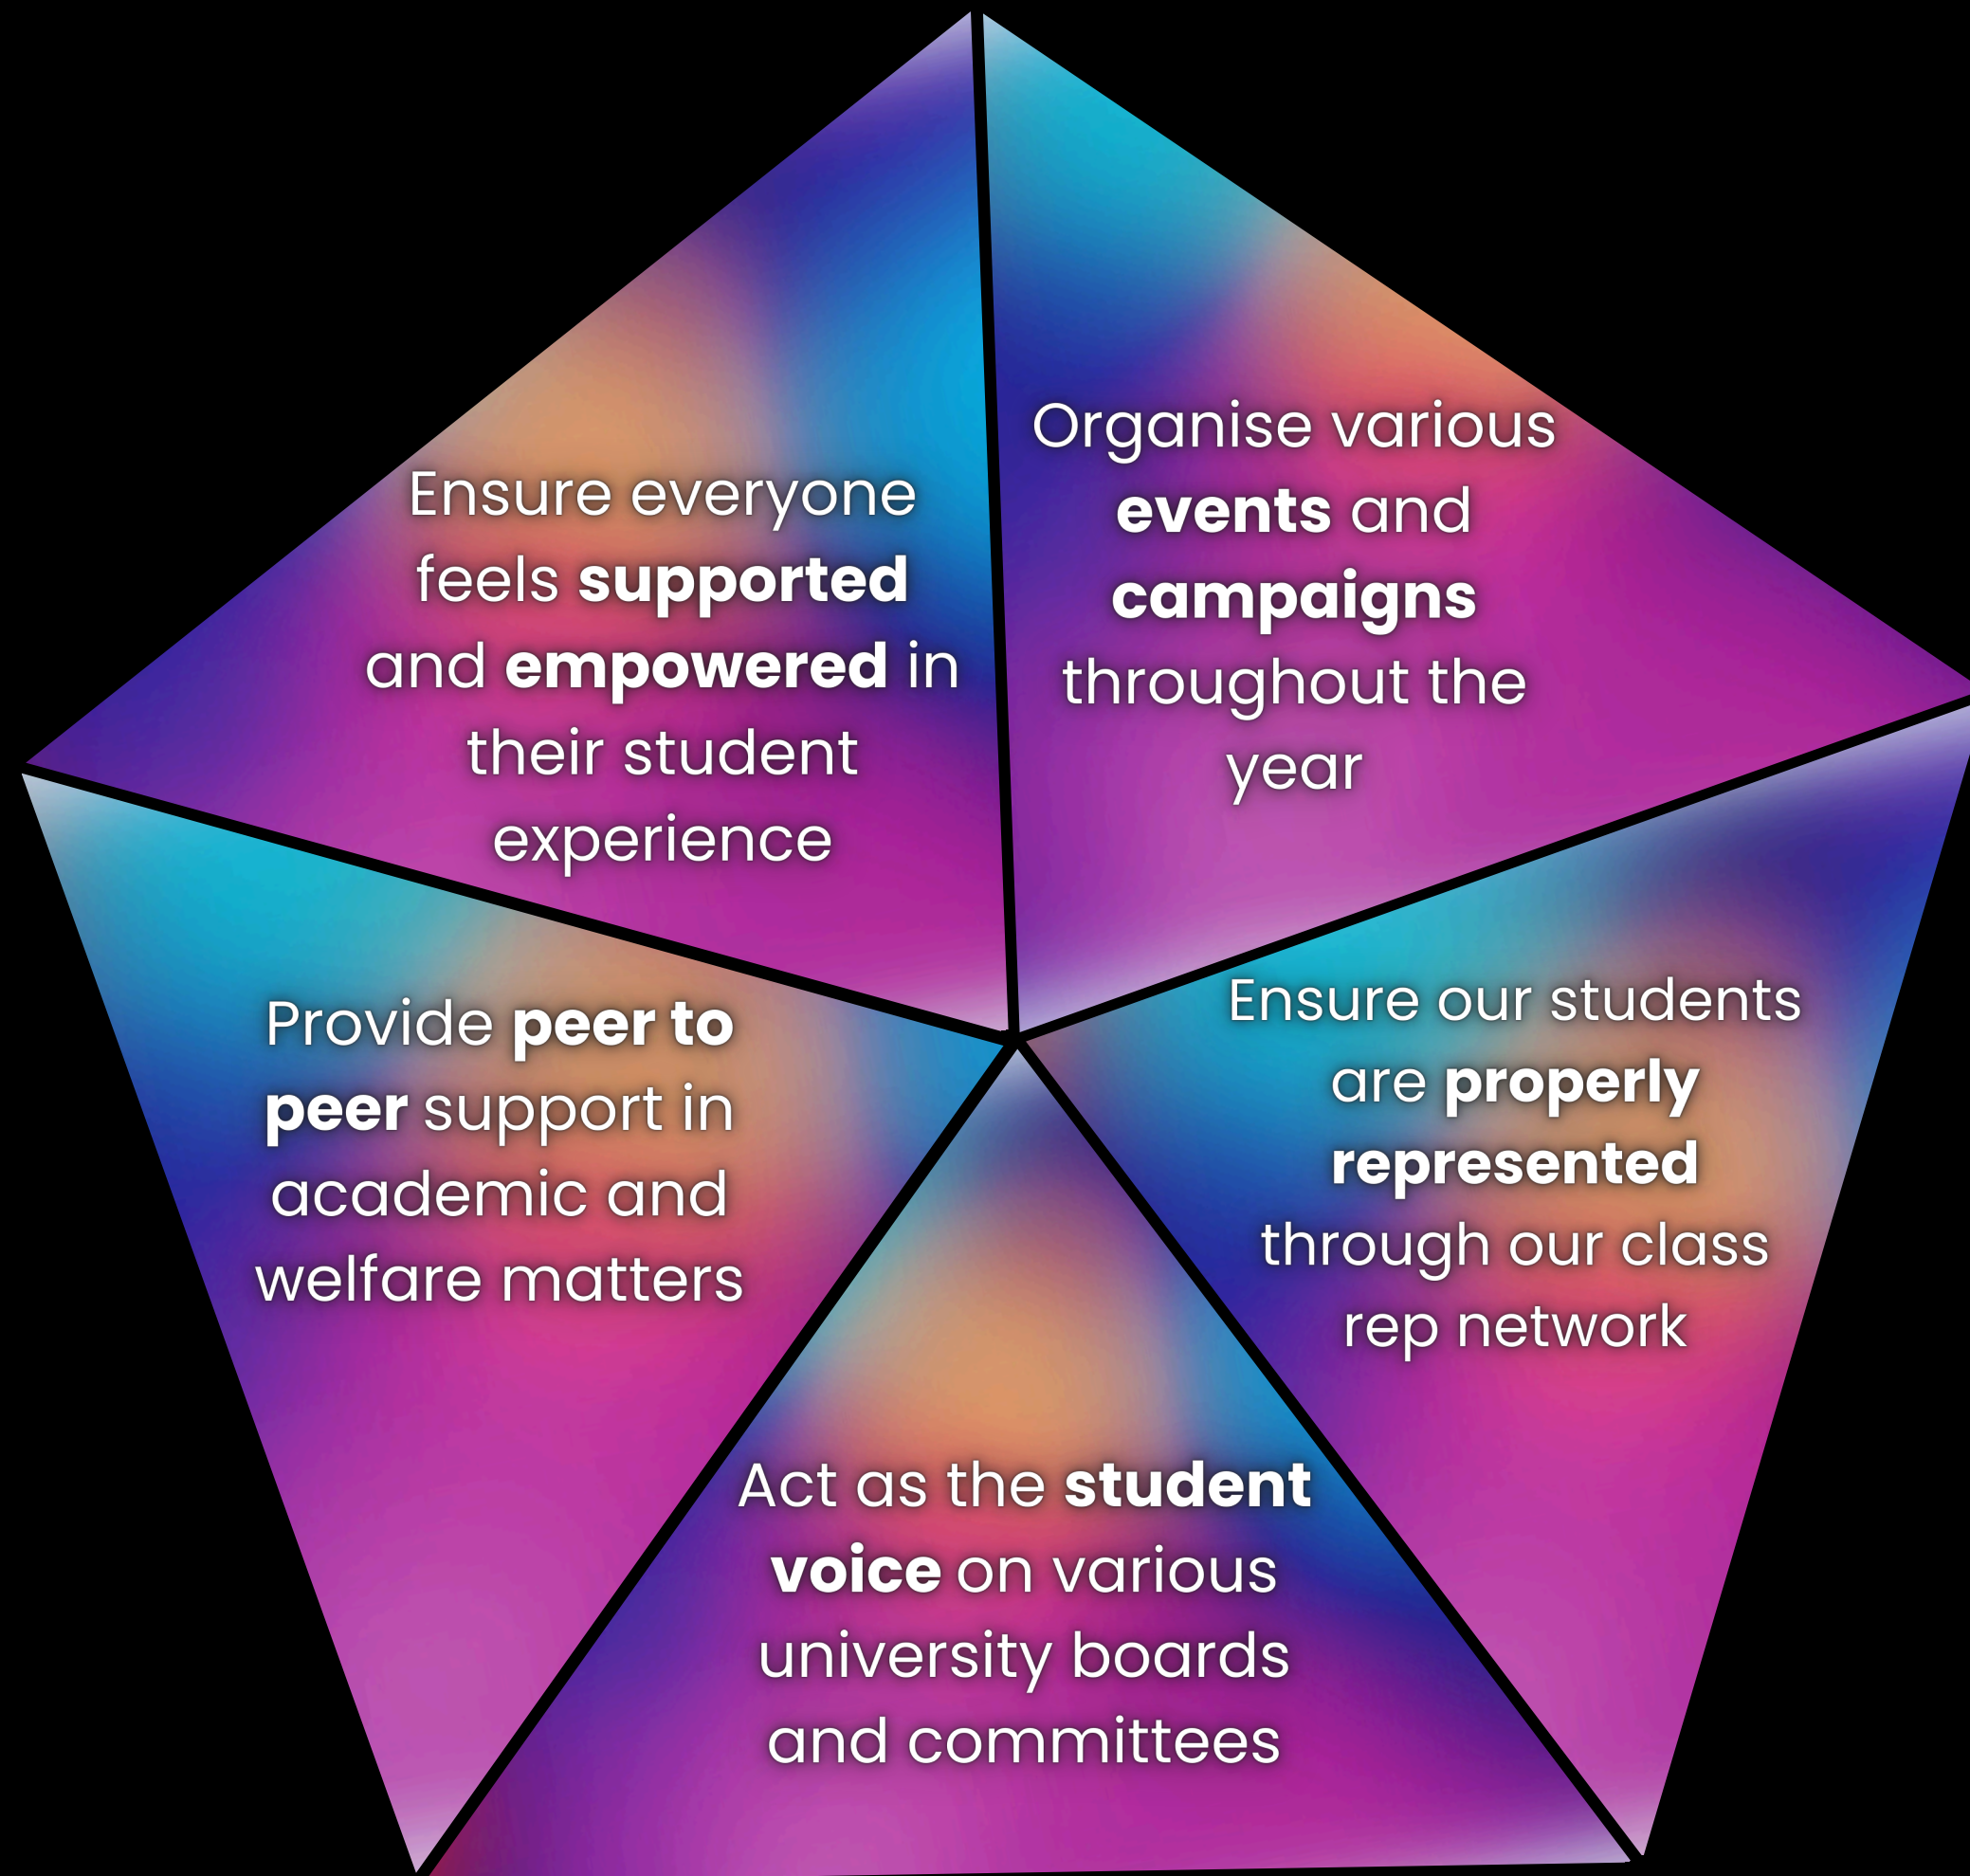 Ensure everyone
feels supported
and empowered in
their student
experience
Organise various
events and
campaigns
throughout the
year
Provide peer to
peer support in
academic and
welfare matters
Ensure our students
are properly
represented
through our class
rep network
Act as the student
voice on various
university boards
and committees